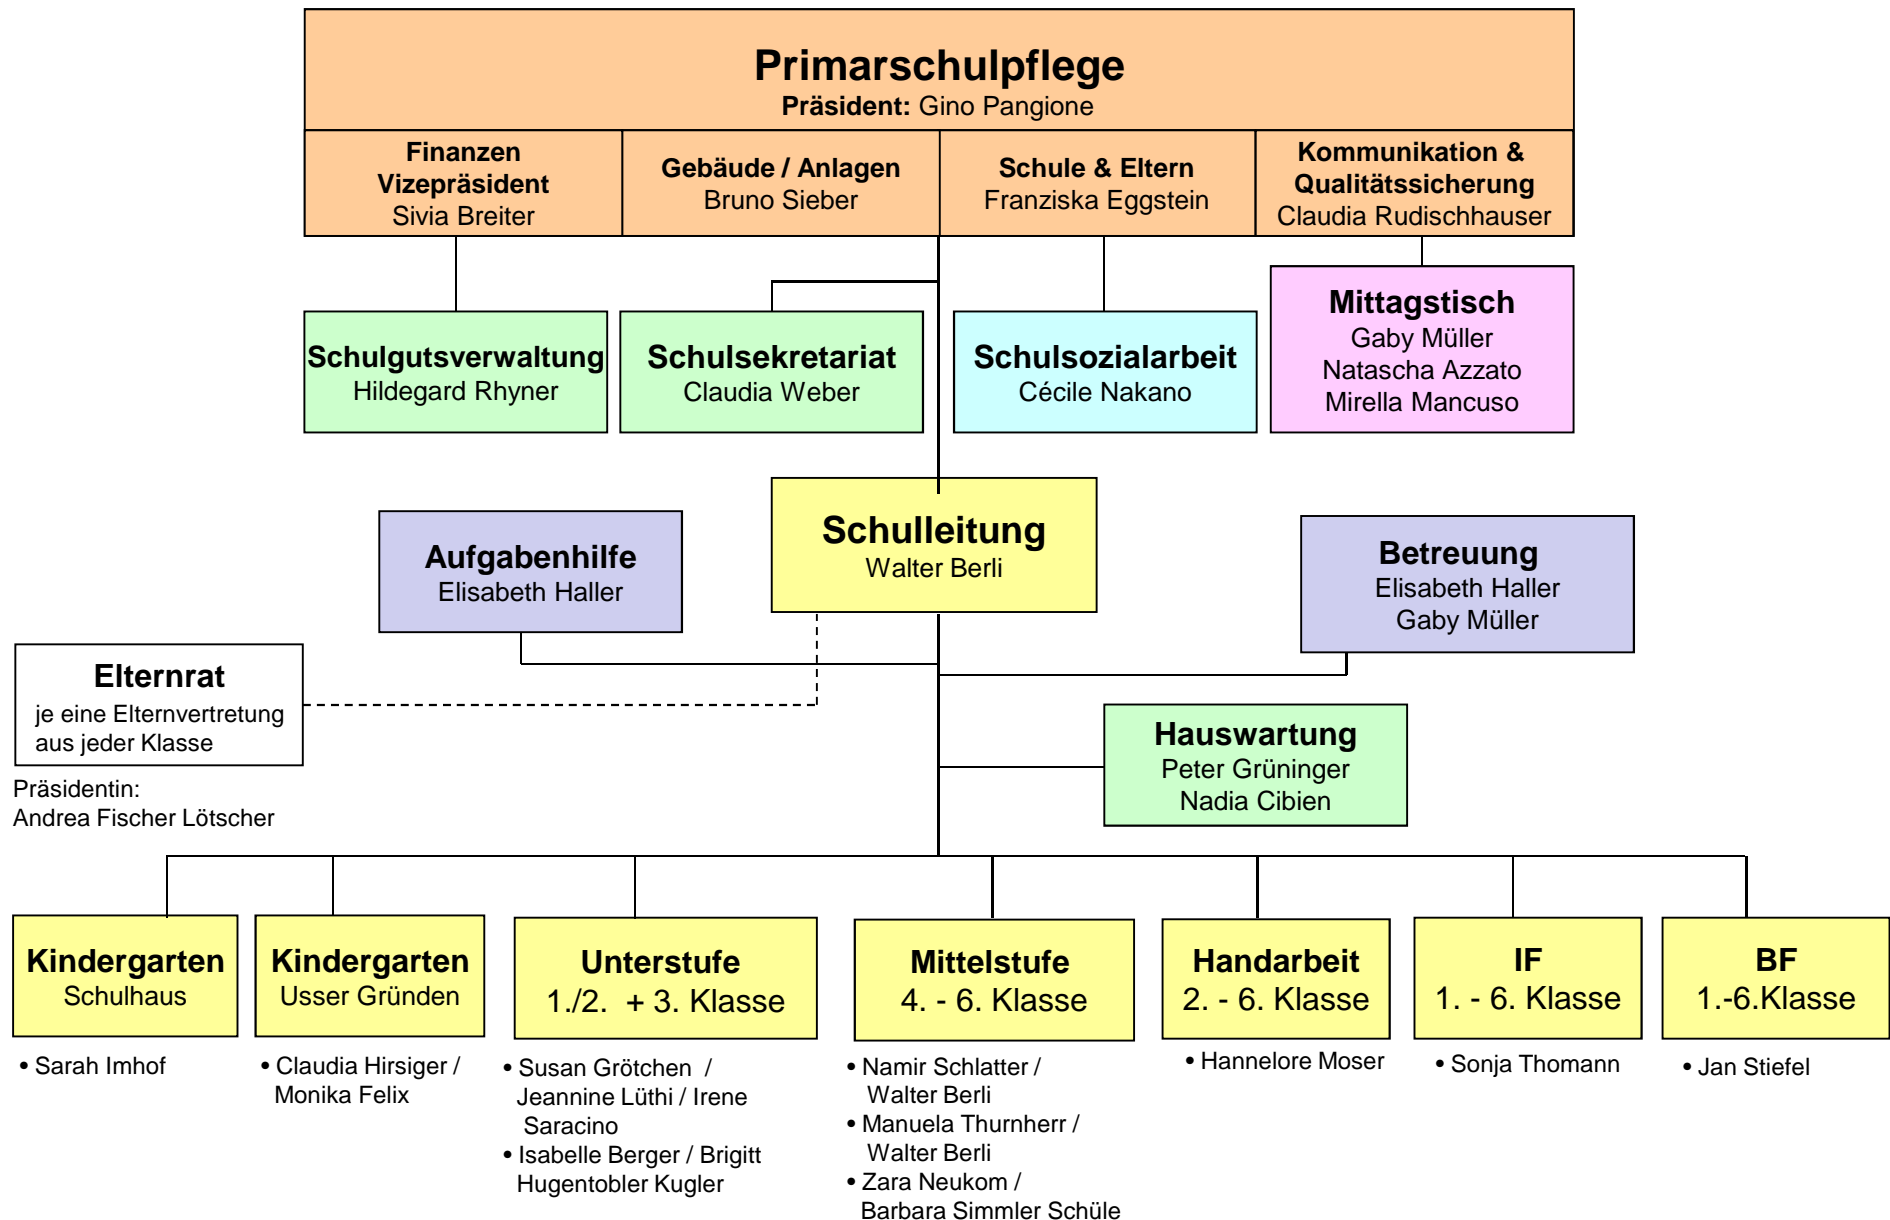 Primarschulpflege
Präsident: Gino Pangione
Finanzen
Vizepräsident
Sivia Breiter
Gebäude / Anlagen
Bruno Sieber
Schule & Eltern
Franziska Eggstein
Kommunikation &
Qualitätssicherung
Claudia Rudischhauser
Schulgutsverwaltung
Hildegard Rhyner
Schulsekretariat
Claudia Weber
Schulsozialarbeit
Cécile Nakano
Mittagstisch
Gaby Müller
Natascha Azzato
Mirella Mancuso
Aufgabenhilfe
Elisabeth Haller
Schulleitung
Walter Berli
Betreuung
Elisabeth Haller
Gaby Müller
Elternrat
je eine Elternvertretung
aus jeder Klasse
Präsidentin:
Andrea Fischer Lötscher
Hauswartung
Peter Grüninger
Nadia Cibien
Kindergarten
Schulhaus
• Sarah Imhof
Kindergarten
Usser Gründen
• Claudia Hirsiger /
Monika Felix
Unterstufe
1./2. + 3. Klasse
• Susan Grötchen /
Jeannine Lüthi / Irene
Saracino
• Isabelle Berger / Brigitt
Hugentobler Kugler
Mittelstufe
4. - 6. Klasse
• Namir Schlatter /
Walter Berli
• Manuela Thurnherr /
Walter Berli
• Zara Neukom /
Barbara Simmler Schüle
Handarbeit
2. - 6. Klasse
• Hannelore Moser
IF
1. - 6. Klasse
• Sonja Thomann
BF
1.-6.Klasse
• Jan Stiefel